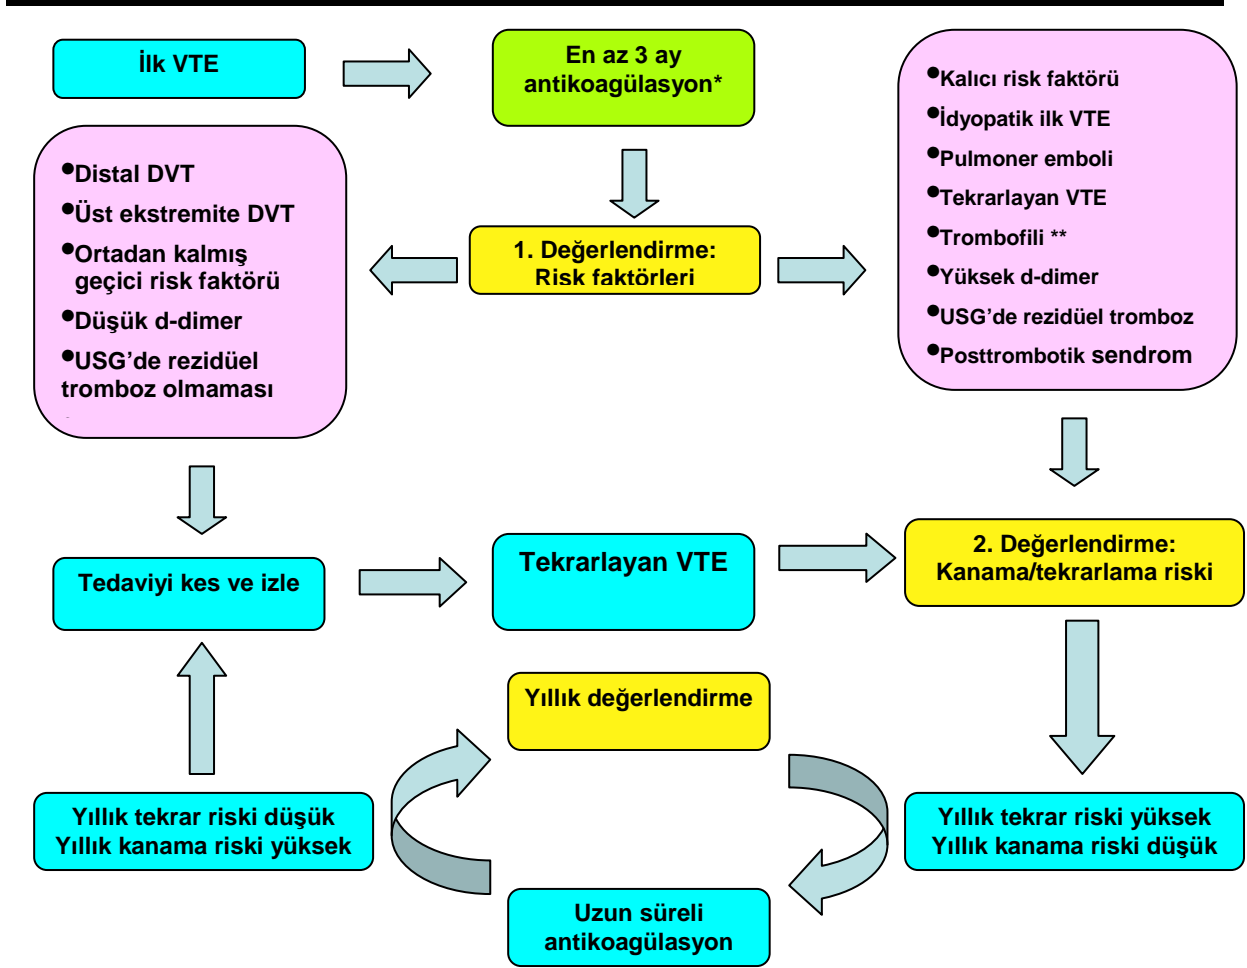 İlk VTE
En az 3 ay
antikoagülasyon*
•Kalıcı risk faktörü
•İdyopatik ilk VTE
•Pulmoner emboli
•Tekrarlayan VTE
•Trombofili **
•Yüksek d-dimer
•USG’de rezidüel tromboz
•Posttrombotik sendrom
•Distal DVT
•Üst ekstremite DVT
•Ortadan kalmış
geçici risk faktörü
•Düşük d-dimer
•USG’de rezidüel
tromboz olmaması
1. Değerlendirme:
Risk faktörleri
Tedaviyi kes ve izle
Tekrarlayan VTE
2. Değerlendirme:
Kanama/tekrarlama riski
Yıllık değerlendirme
Yıllık tekrar riski düşük
Yıllık kanama riski yüksek
Yıllık tekrar riski yüksek
Yıllık kanama riski düşük
Uzun süreli
antikoagülasyon